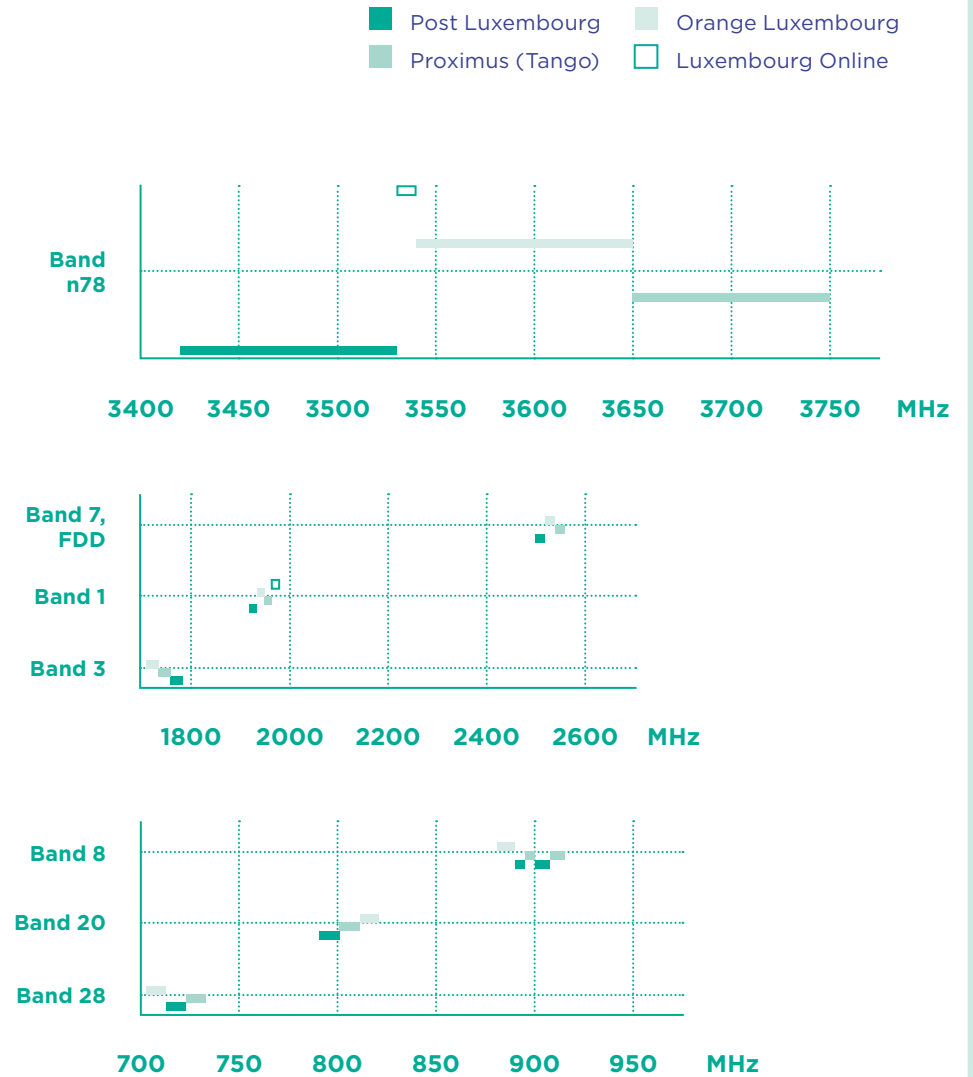 Post Luxembourg
Orange Luxembourg
Proximus (Tango)
Luxembourg Online
Band
n78
3400 3450 3500 3550 3600 3650 3700 3750 MHz
Band 7,
FDD
Band 1
Band 3
1800 2000 2200 2400 2600 MHz
Band 8
Band 20
Band 28
700 750 800 850 900 950 MHz